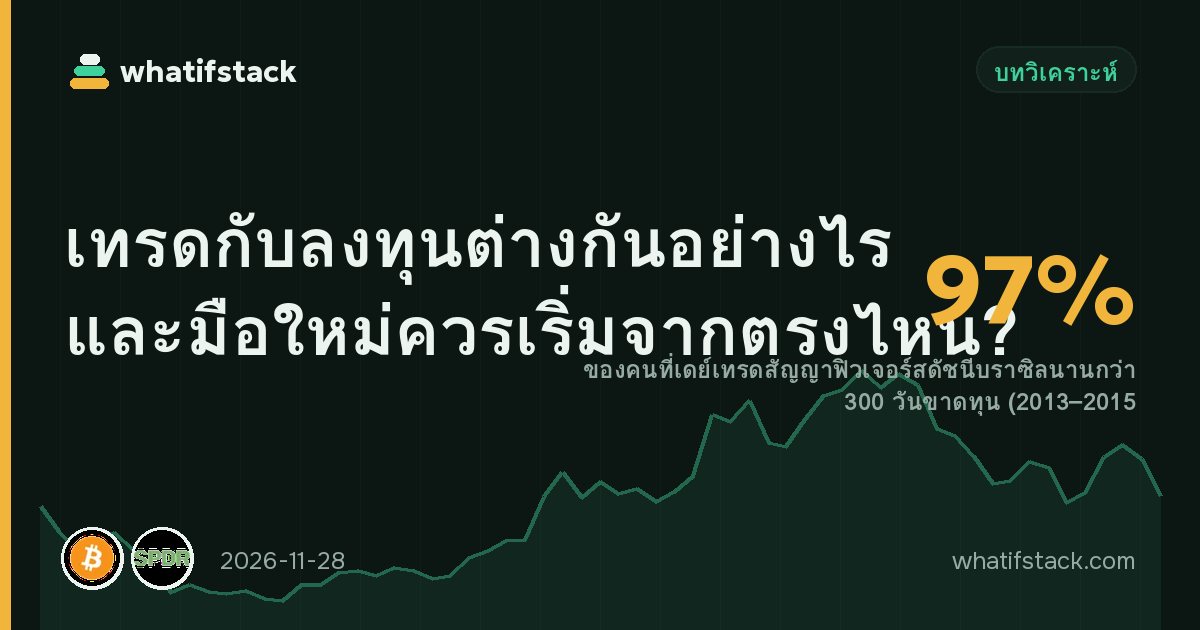 whatifstack
บทวิเคราะห์
เทรดกับลงทุนต่างกันอย่างไร
และมือใหม่ควรเริ่มจากตรงไหน?
97%
ของคนที่เดย์เทรดสัญญาฟิวเจอร์สดัชนีบราซิลนานกว่า
300 วันขาดทุน (2013–2015
SPDR
2026-11-28
whatifstack.com